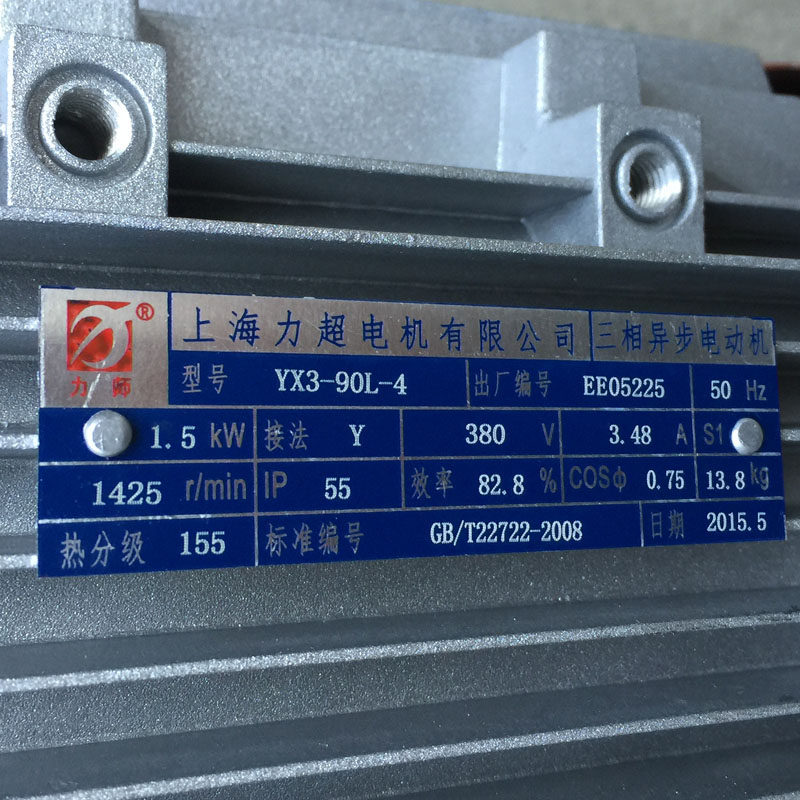 ® 上海力超电机有限公司 三相异步电动机
力师 型号 YX3-90L-4 出厂编号 EE05225 50 Hz
1.5 kW 接法 Y 380 V 3.48 A S1
1425 r/min IP 55 效率 82.8 % COSϕ 0.75 13.8 kg
热分级 155 标准编号 GB/T22722-2008 日期 2015.5